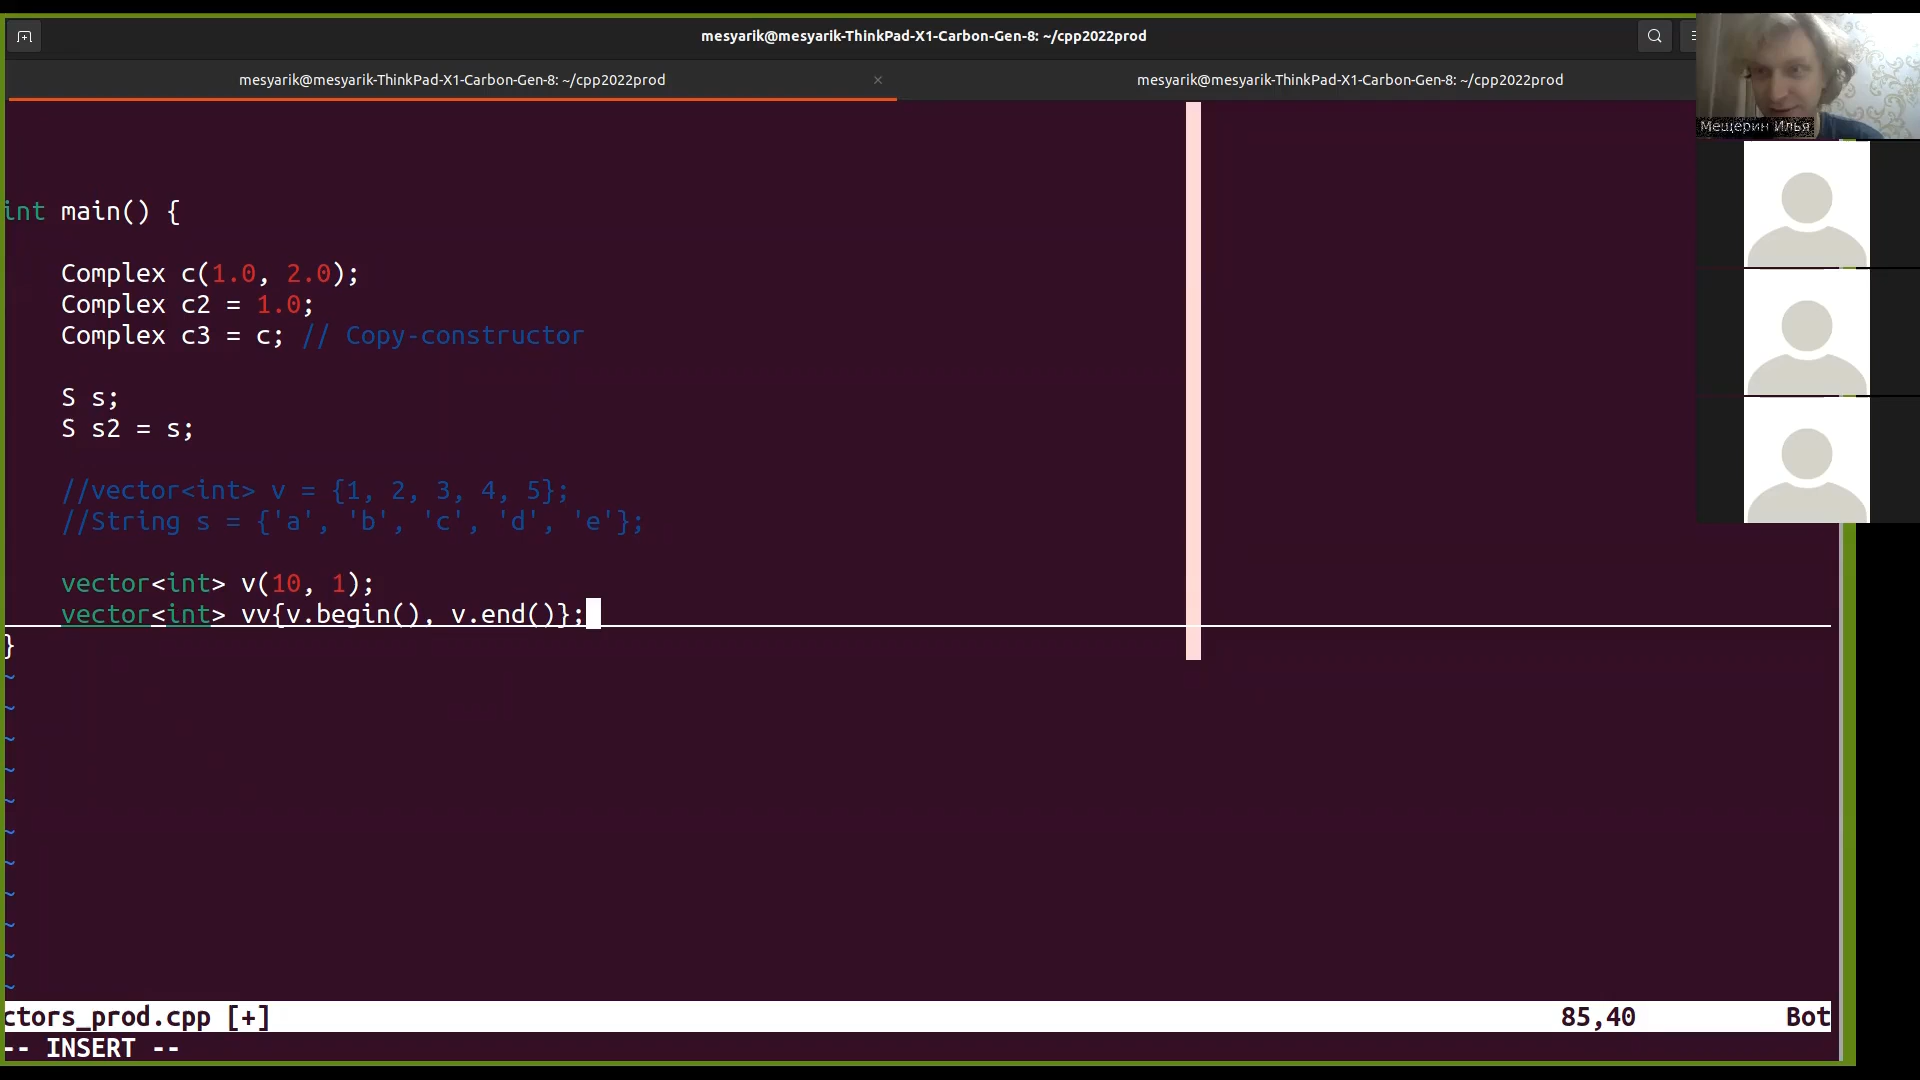 mesyarik@mesyarik-ThinkPad-X1-Carbon-Gen-8: ~/cpp2022prod
mesyarik@mesyarik-ThinkPad-X1-Carbon-Gen-8: ~/cpp2022prod ×
mesyarik@mesyarik-ThinkPad-X1-Carbon-Gen-8: ~/cpp2022prod
Мещерин Илья
int main() {
Complex c(1.0, 2.0);
Complex c2 = 1.0;
Complex c3 = c; // Copy-constructor
S s;
S s2 = s;
//vector<int> v = {1, 2, 3, 4, 5};
//String s = {'a', 'b', 'c', 'd', 'e'};
vector<int> v(10, 1);
vector<int> vv{v.begin(), v.end()};
}
~
~
~
~
~
~
~
~
~
~
~
ctors_prod.cpp [+] 85,40 Bot
-- INSERT --